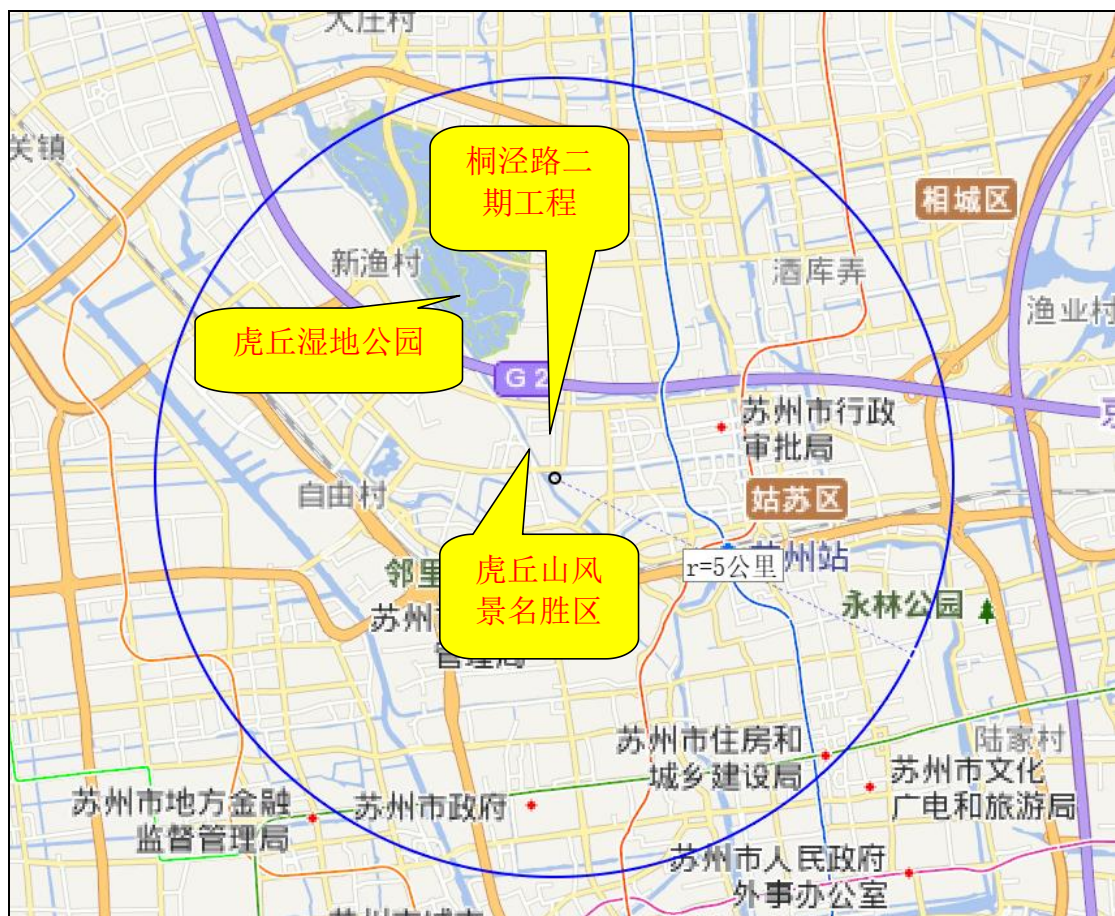 大庄村
关镇
桐泾路二
期工程
相城区
新渔村
酒库弄
渔业村
虎丘湿地公园
G 2
京
苏州市行政
审批局
自由村
姑苏区
虎丘山风
景名胜区
邻里
苏州
管理局
r=5公里
州站
永林公园
苏州市住房和
城乡建设局
陆家村
苏州市文化
广电和旅游局
苏州市地方金融
监督管理局
苏州市政府
苏州市人民政府
外事办公室